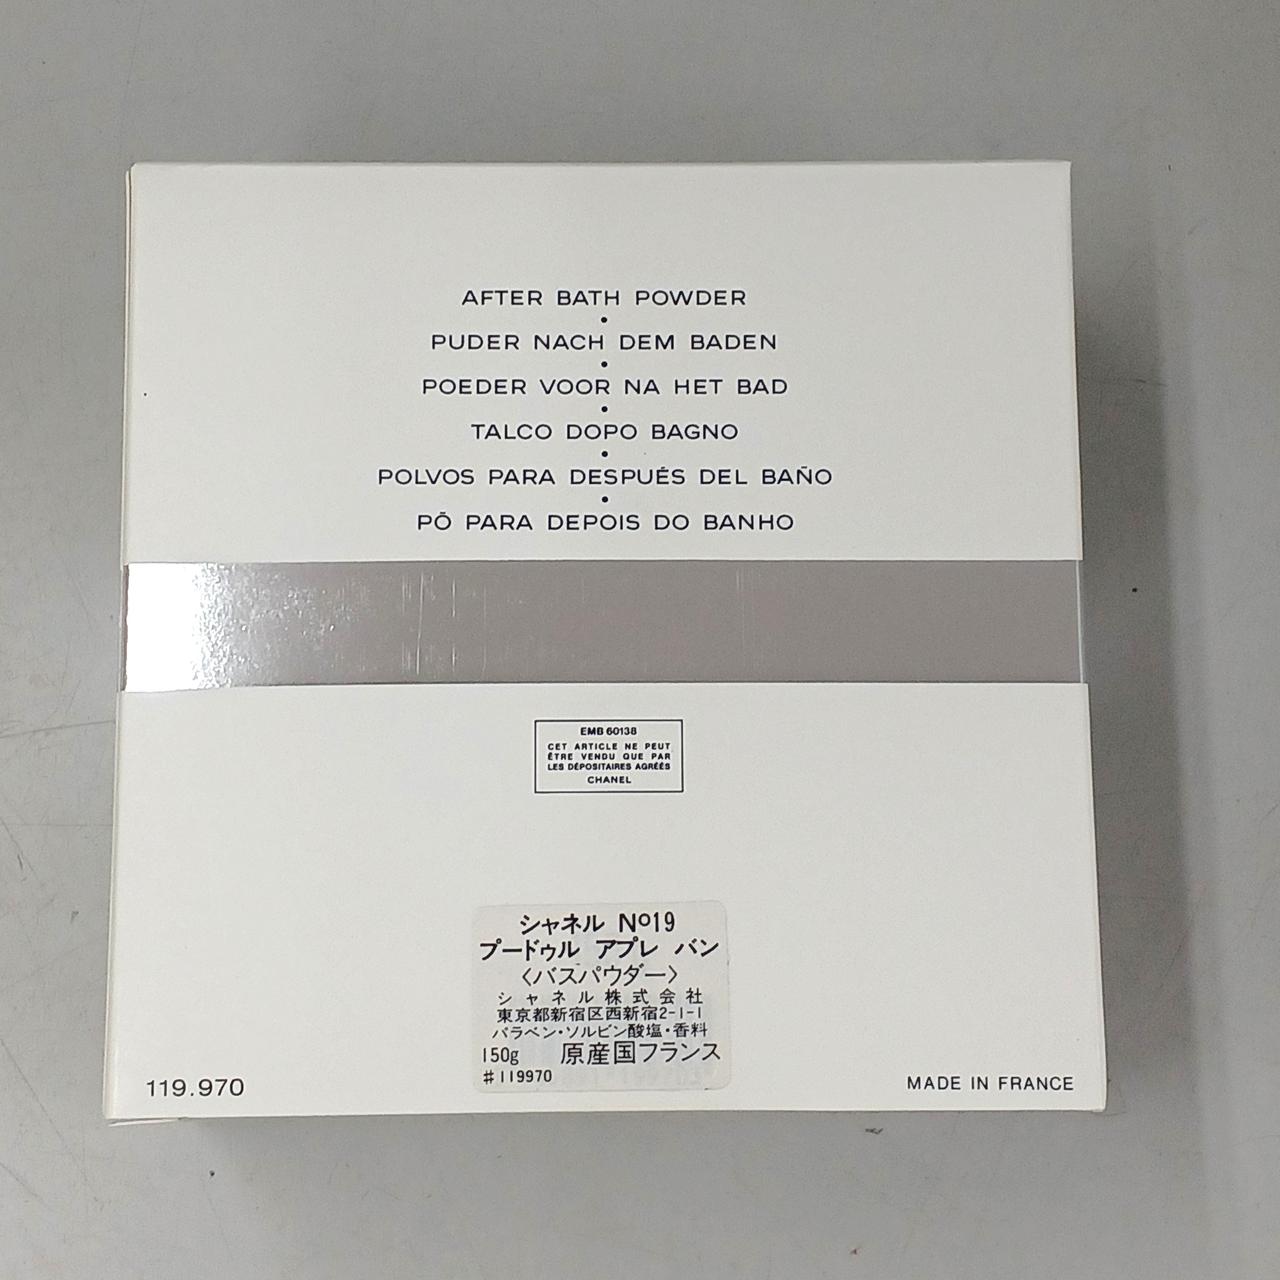 AFTER BATH POWDER
•
PUDER NACH DEM BADEN
•
POEDER VOOR NA HET BAD
•
TALCO DOPO BAGNO
•
POLVOS PARA DESPUÉS DEL BAÑO
•
PŌ PARA DEPOIS DO BANHO
EMB 60138
CET ARTICLE NE PEUT
ÊTRE VENDU QUE PAR
LES DÉPOSITAIRES AGRÉÉS
CHANEL
シャネル Nº19
プードゥル アプレ バン
〈バスパウダー〉
シャネル株式会社
東京都新宿区西新宿2-1-1
パラベン・ソルビン酸塩・香料
150g 原産国フランス
#119970
119.970
MADE IN FRANCE